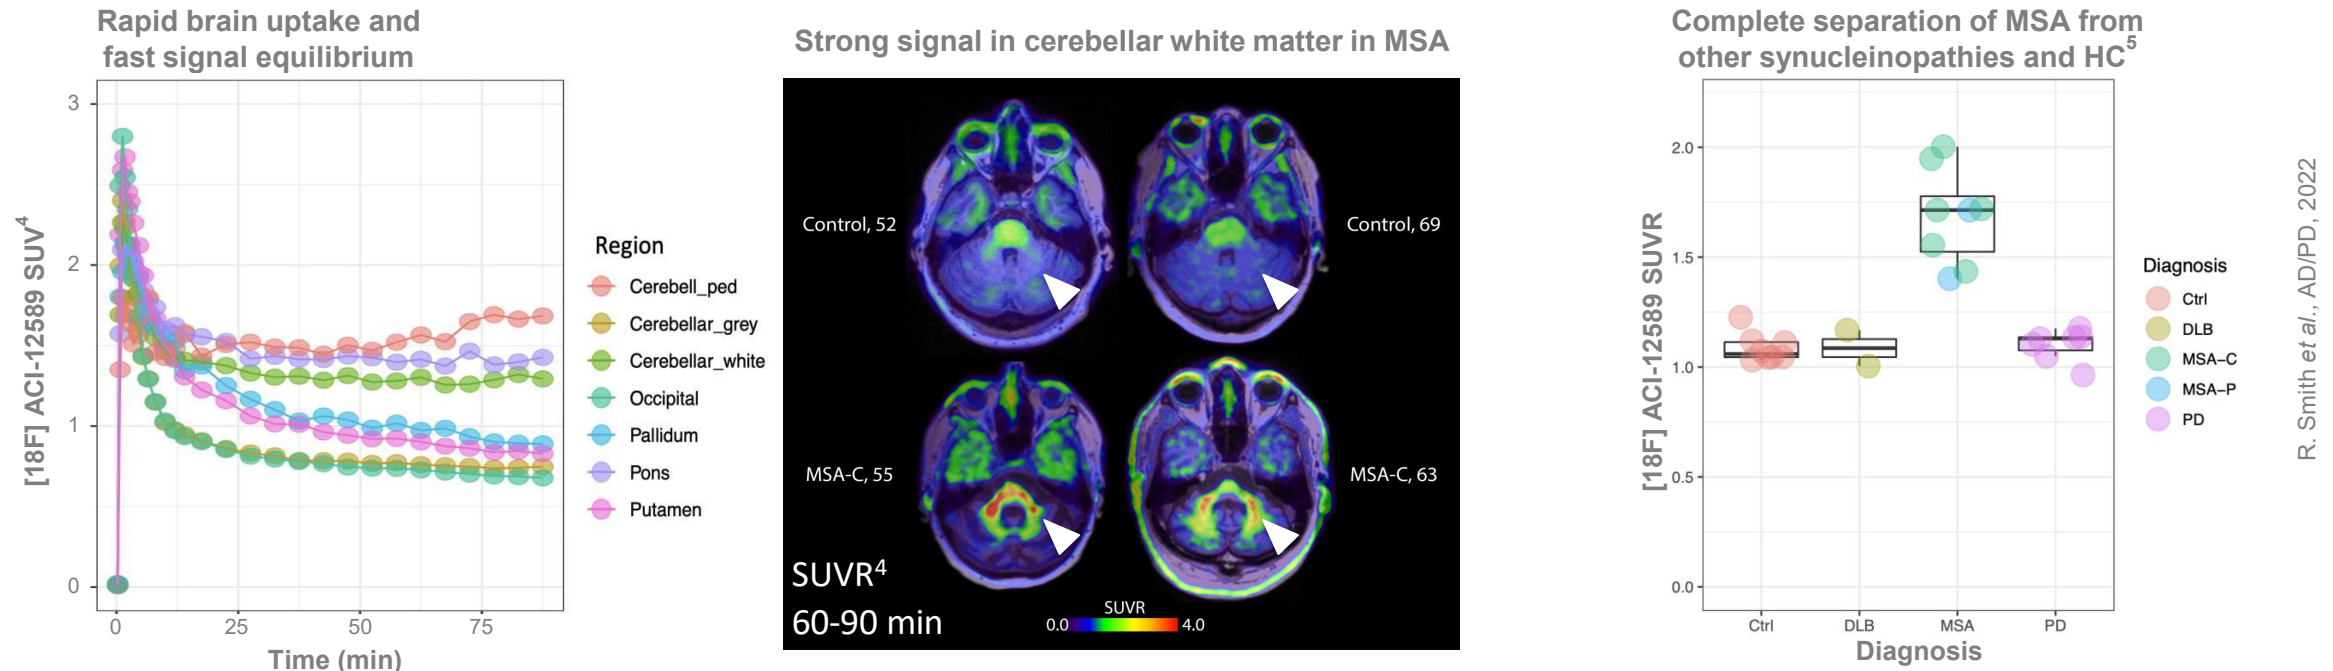 Rapid brain uptake and
fast signal equilibrium
[18F] ACI-12589 SUV4
3
2
1
0
0 25 50 75
Time (min)
Region
Cerebell_ped
Cerebellar_grey
Cerebellar_white
Occipital
Pallidum
Pons
Putamen
Strong signal in cerebellar white matter in MSA
Control, 52
Control, 69
MSA-C, 55
MSA-C, 63
SUVR4
60-90 min
SUVR
0.0 4.0
Complete separation of MSA from
other synucleinopathies and HC5
[18F] ACI-12589 SUVR
2.0
1.5
1.0
0.5
0.0
Ctrl DLB MSA PD
Diagnosis
Diagnosis
Ctrl
DLB
MSA-C
MSA-P
PD
R. Smith et al., AD/PD, 2022